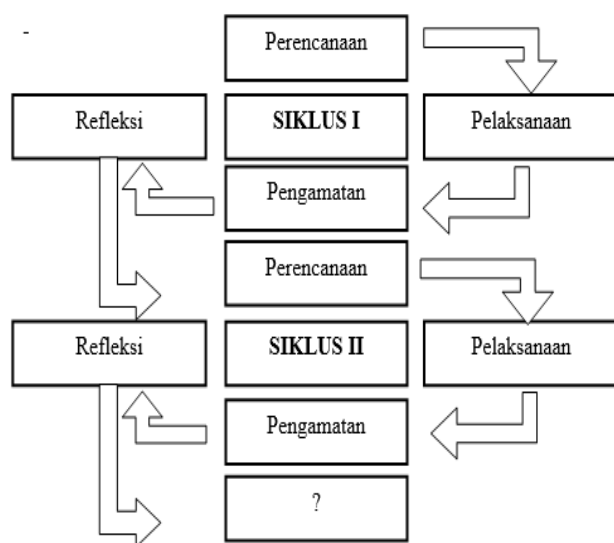 -
Perencanaan
Refleksi
SIKLUS I
Pelaksanaan
Pengamatan
Perencanaan
Refleksi
SIKLUS II
Pelaksanaan
Pengamatan
?